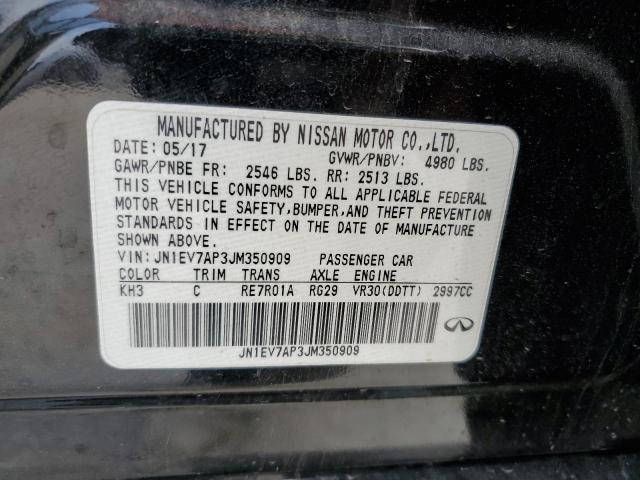 MANUFACTURED BY NISSAN MOTOR CO.,LTD.
DATE: 05/17 GVWR/PNBV: 4980 LBS.
GAWR/PNBE FR: 2546 LBS. RR: 2513 LBS.
THIS VEHICLE CONFORMS TO ALL APPLICABLE FEDERAL
MOTOR VEHICLE SAFETY,BUMPER,AND THEFT PREVENTION
STANDARDS IN EFFECT ON THE DATE OF MANUFACTURE
SHOWN ABOVE.
VIN: JN1EV7AP3JM350909 PASSENGER CAR
COLOR TRIM TRANS AXLE ENGINE
KH3 C RE7R01A RG29 VR30(DDTT) 2997CC
JN1EV7AP3JM350909